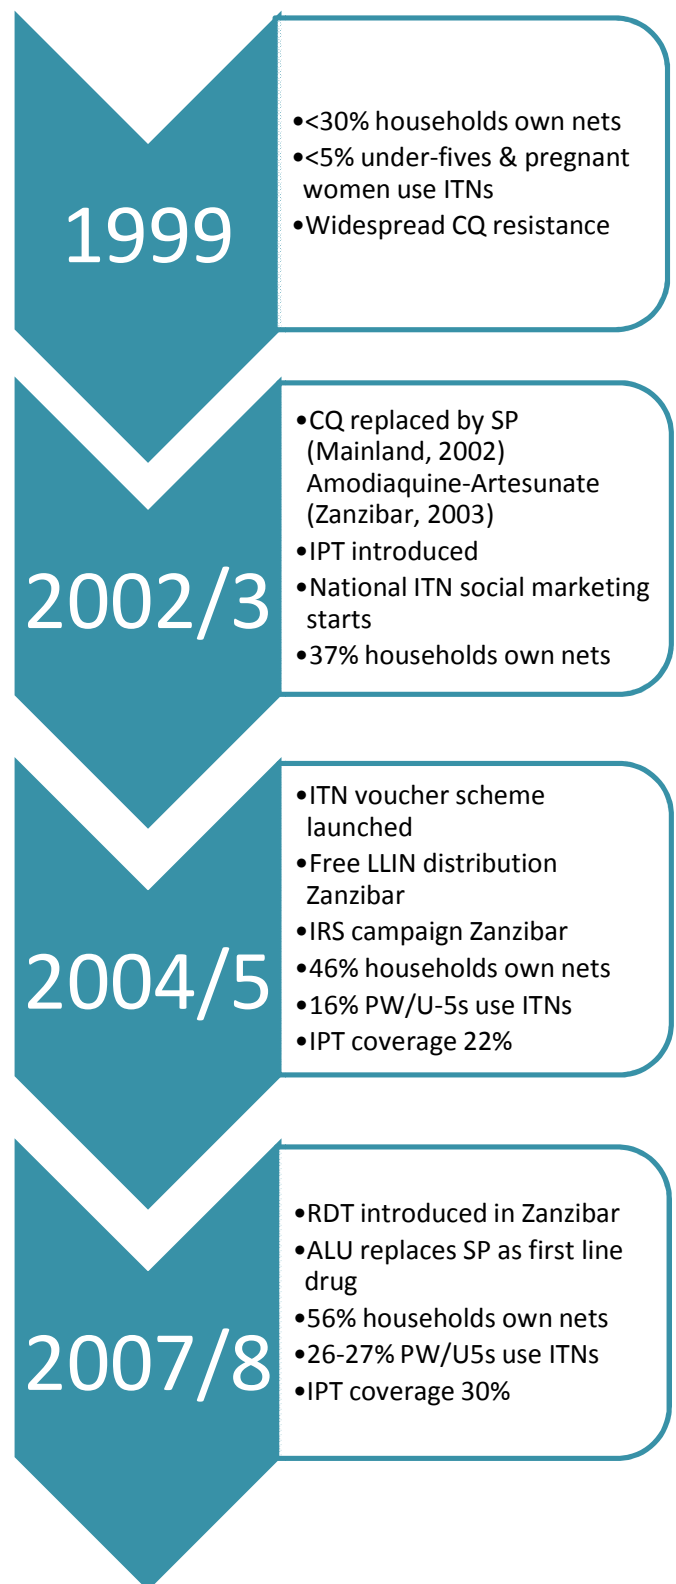 1999
•<30% households own nets
•<5% under-fives & pregnant
women use ITNs
•Widespread CQ resistance
2002/3
•CQ replaced by SP
(Mainland, 2002)
Amodiaquine-Artesunate
(Zanzibar, 2003)
•IPT introduced
•National ITN social marketing
starts
•37% households own nets
2004/5
•ITN voucher scheme
launched
•Free LLIN distribution
Zanzibar
•IRS campaign Zanzibar
•46% households own nets
•16% PW/U-5s use ITNs
•IPT coverage 22%
2007/8
•RDT introduced in Zanzibar
•ALU replaces SP as first line
drug
•56% households own nets
•26-27% PW/U5s use ITNs
•IPT coverage 30%